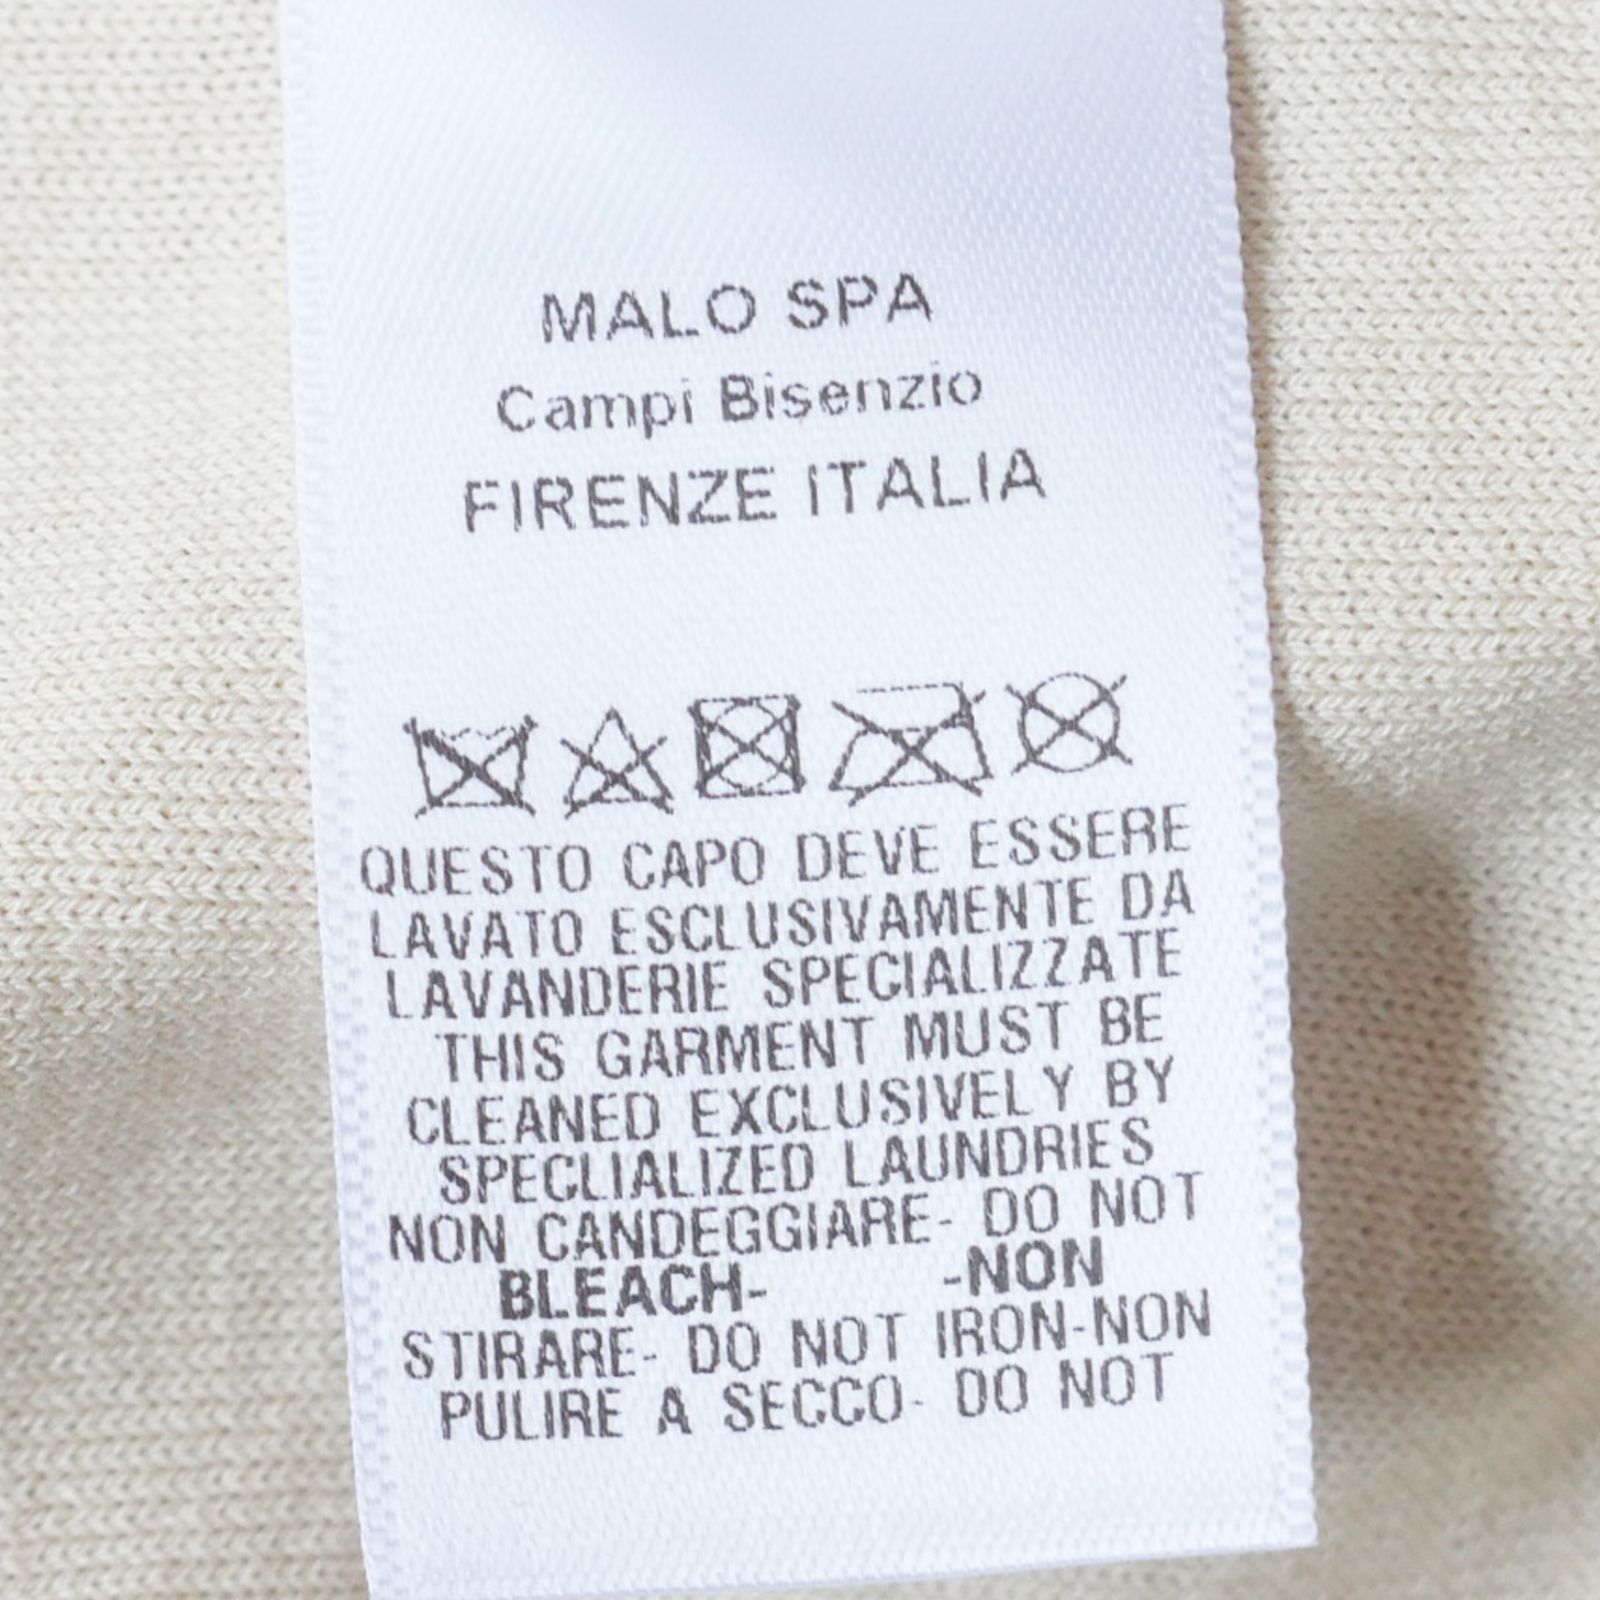 MALO SPA
Campi Bisenzio
FIRENZE ITALIA
QUESTO CAPO DEVE ESSERE
LAVATO ESCLUSIVAMENTE DA
LAVANDERIE SPECIALIZZATE
THIS GARMENT MUST BE
CLEANED EXCLUSIVELY BY
SPECLIALIZED LAUNDRIES
NON CANDEGGIARE- DO NOT
BLEACH- -NON
STIRARE- DO NOT IRON-NON
PULIRE A SECCO- DO NOT